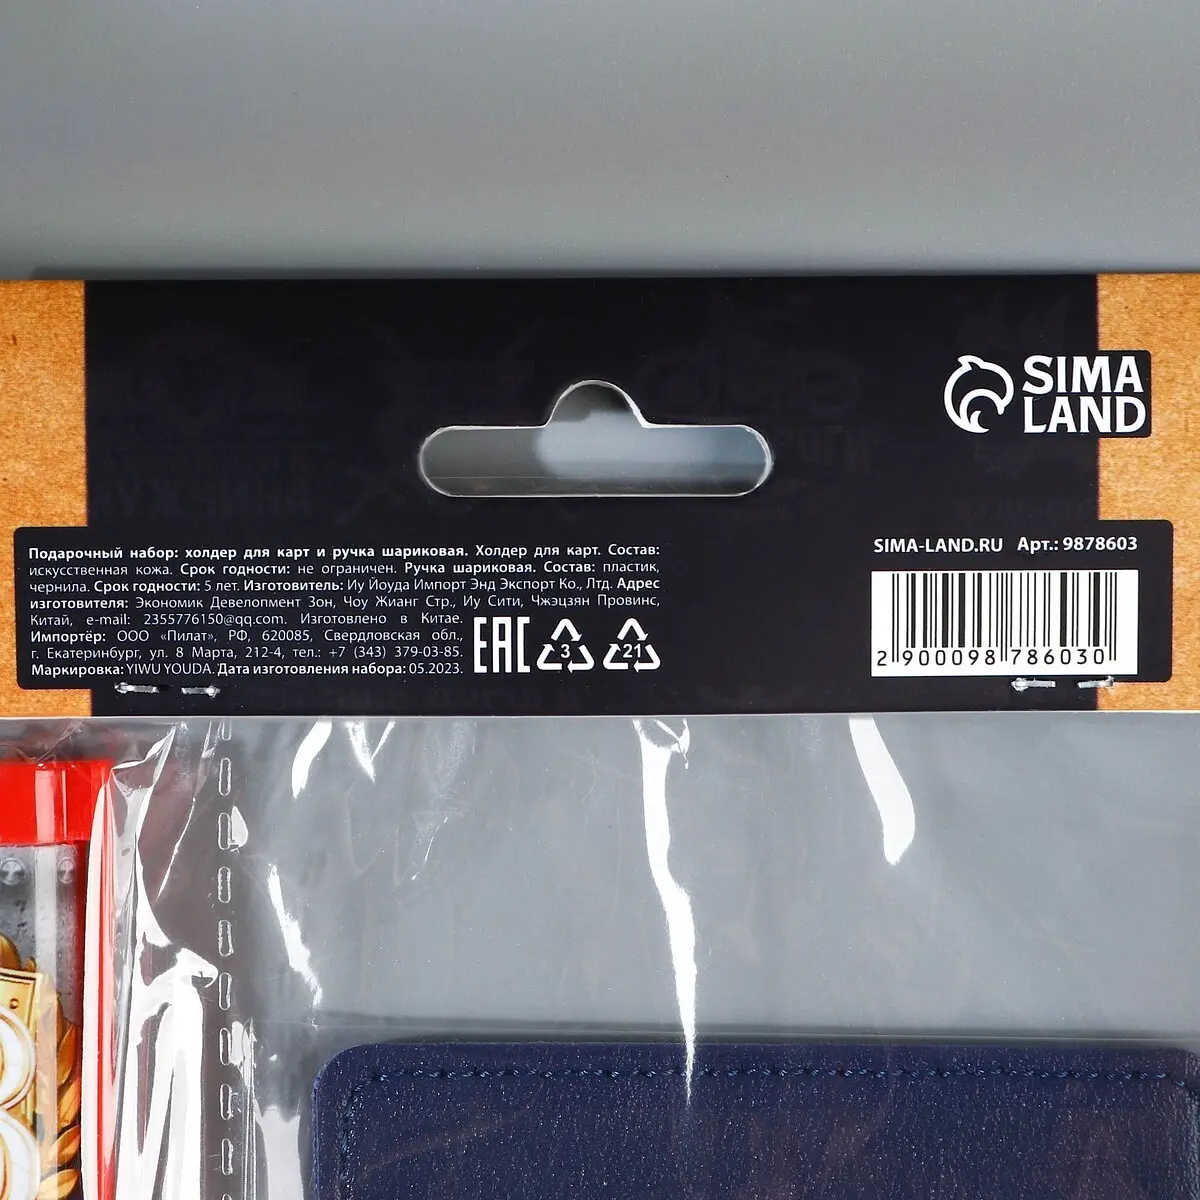 SIMA
LAND
Подарочный набор: холдер для карт и ручка шариковая. Холдер для карт. Состав:
искусственная кожа. Срок годности: не ограничен. Ручка шариковая. Состав: пластик,
чернила. Срок годности: 5 лет. Изготовитель: Иу Йоуда Импорт Энд Экспорт Ко., Лтд. Адрес
изготовителя: Экономик Девелопмент Зон, Чоу Жианг Стр., Иу Сити, Чжэцзян Провинс,
Китай, e-mail: 2355776150@qq.com. Изготовлено в Китае.
Импортёр: ООО «Пилат», РФ, 620085, Свердловская обл.,
г. Екатеринбург, ул. 8 Марта, 212-4, тел.: +7 (343) 379-03-85.
Маркировка: YIWU YOUDA. Дата изготовления набора: 05.2023.
EAC 3 21
SIMA-LAND.RU Арт.: 9878603
2 900098 786030